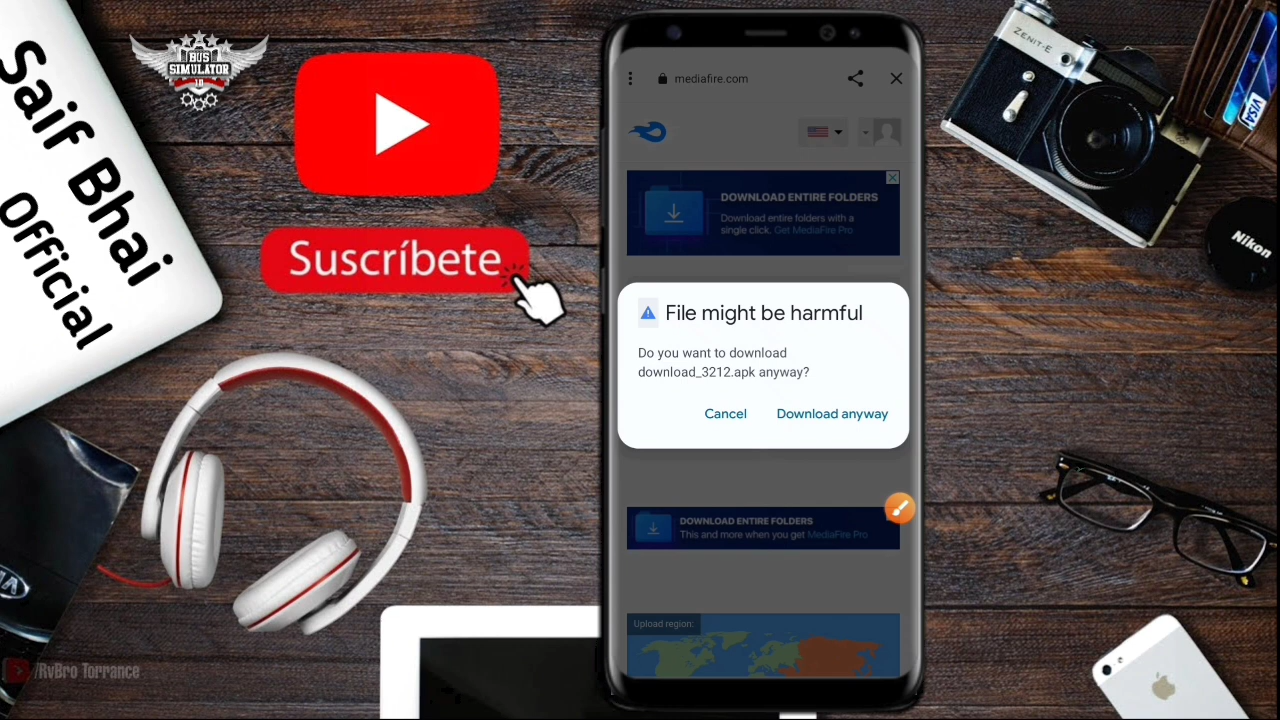 Saif Bhai
Official
BUS
SIMULATOR
18
Suscríbete
/RvBro Torrance
mediafire.com
DOWNLOAD ENTIRE FOLDERS
Download entire folders with a
single click. Get MediaFire Pro
File might be harmful
Do you want to download
download_3212.apk anyway?
Cancel
Download anyway
DOWNLOAD ENTIRE FOLDERS
This and more when you get MediaFire Pro
Upload region:
ZENIT-E
VISA
Nikon